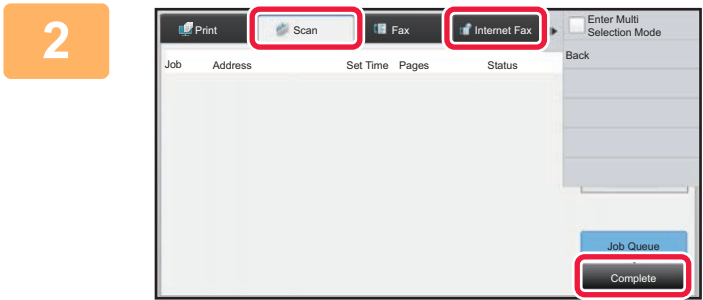 2
Print
Scan
Fax
Internet Fax
Enter Multi
Selection Mode
Back
Job
Address
Set Time
Pages
Status
Job Queue
Complete